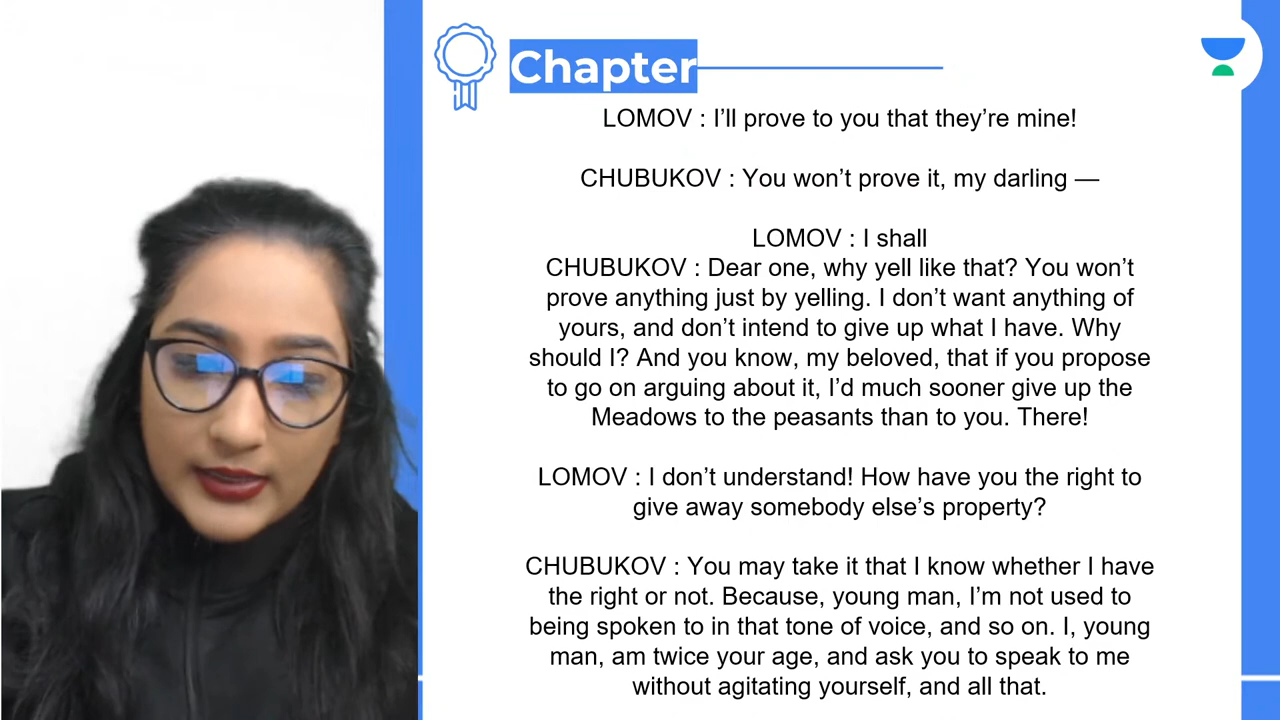 Chapter
LOMOV : I’ll prove to you that they’re mine!
CHUBUKOV : You won’t prove it, my darling —
LOMOV : I shall
CHUBUKOV : Dear one, why yell like that? You won’t
prove anything just by yelling. I don’t want anything of
yours, and don’t intend to give up what I have. Why
should I? And you know, my beloved, that if you propose
to go on arguing about it, I’d much sooner give up the
Meadows to the peasants than to you. There!
LOMOV : I don’t understand! How have you the right to
give away somebody else’s property?
CHUBUKOV : You may take it that I know whether I have
the right or not. Because, young man, I’m not used to
being spoken to in that tone of voice, and so on. I, young
man, am twice your age, and ask you to speak to me
without agitating yourself, and all that.